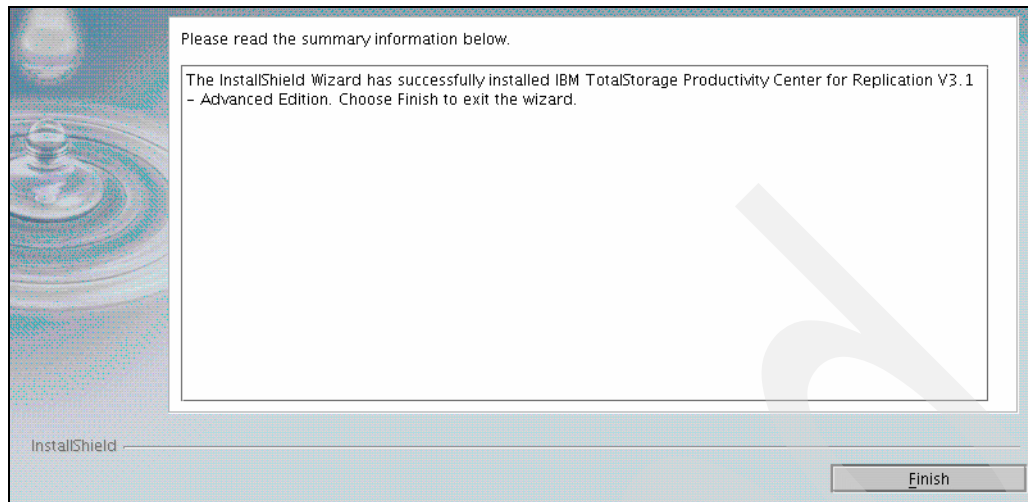 Please read the summary information below.
The InstallShield Wizard has successfully installed IBM TotalStorage Productivity Center for Replication V3.1
– Advanced Edition. Choose Finish to exit the wizard.
InstallShield
Finish